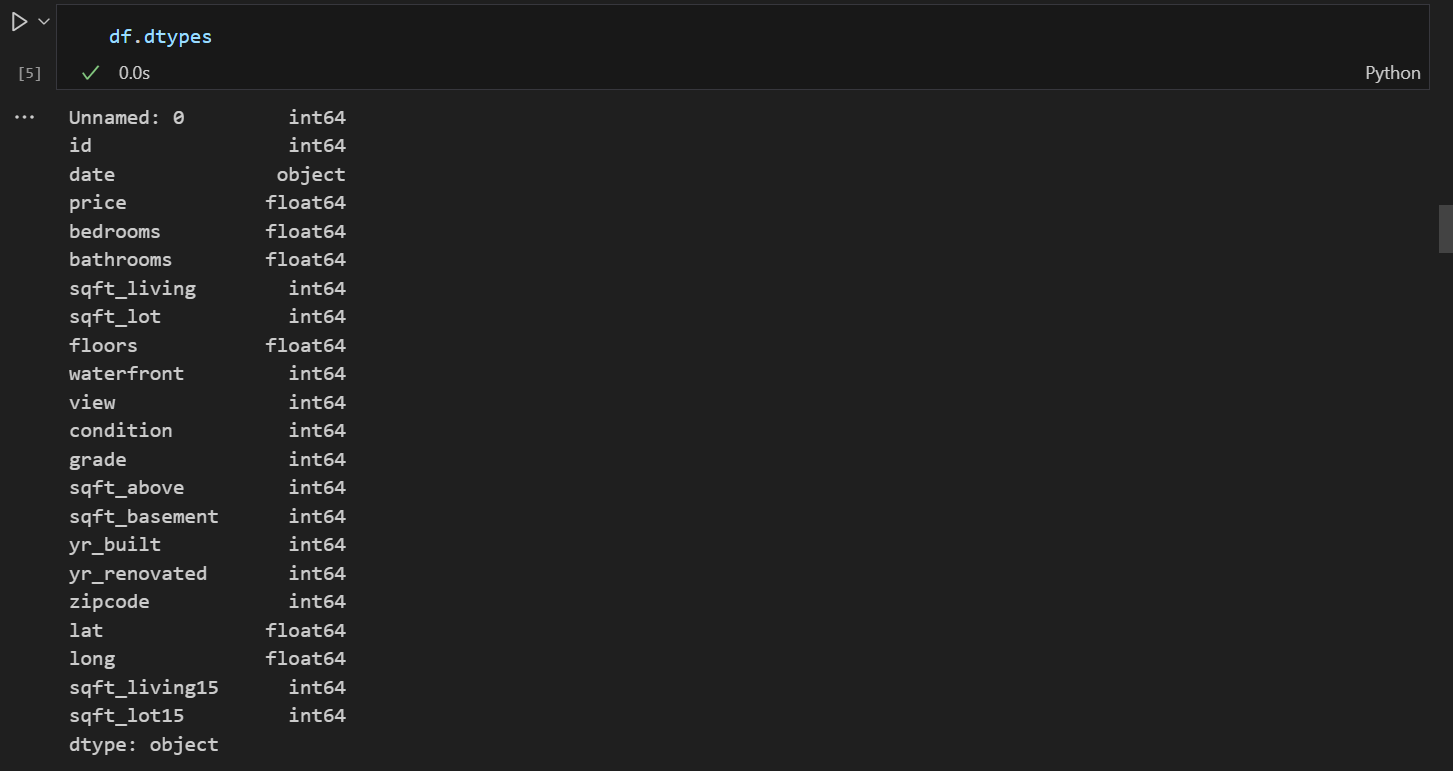 df.dtypes
[5] 0.0s Python
Unnamed: 0 int64
id int64
date object
price float64
bedrooms float64
bathrooms float64
sqft_living int64
sqft_lot int64
floors float64
waterfront int64
view int64
condition int64
grade int64
sqft_above int64
sqft_basement int64
yr_built int64
yr_renovated int64
zipcode int64
lat float64
long float64
sqft_living15 int64
sqft_lot15 int64
dtype: object